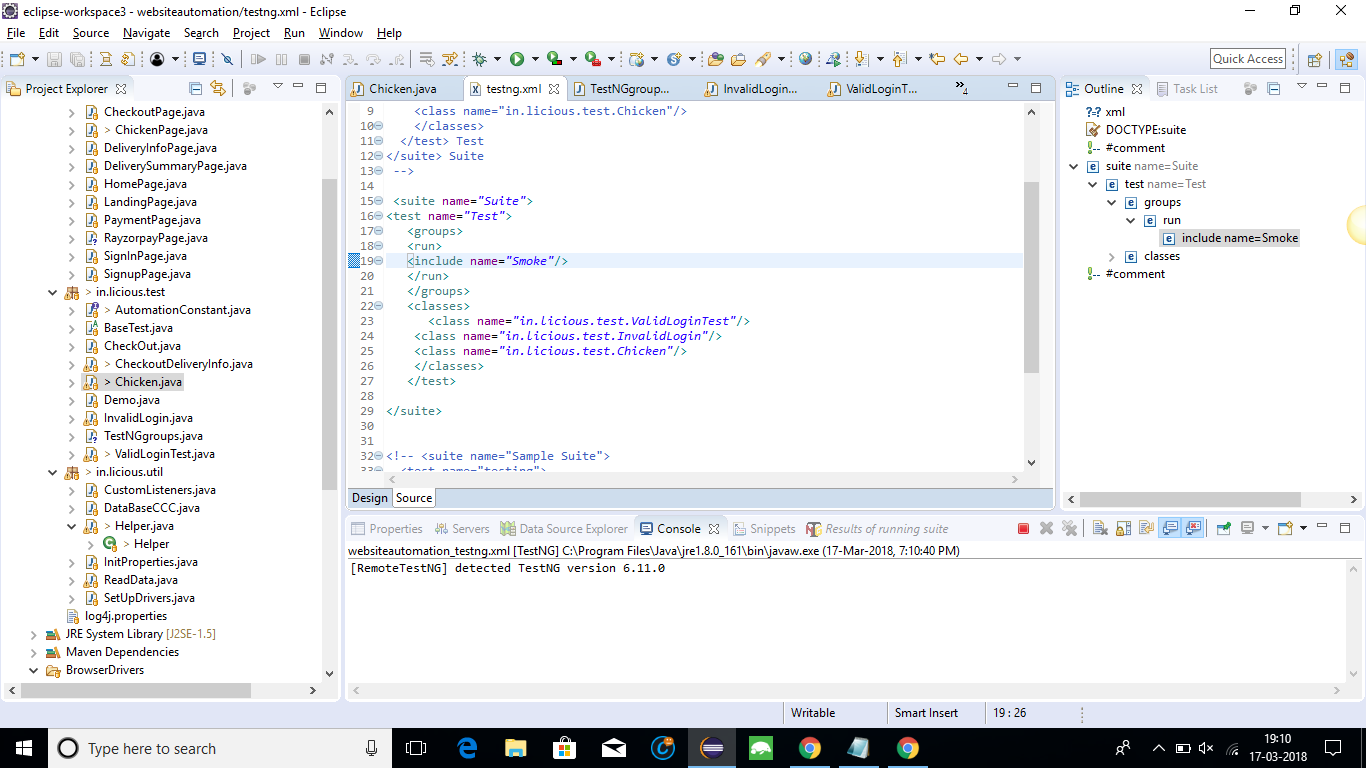 eclipse-workspace3 - websiteautomation/testng.xml - Eclipse
File Edit Source Navigate Search Project Run Window Help
Quick Access
Project Explorer
CheckoutPage.java
> ChickenPage.java
DeliveryInfoPage.java
DeliverySummaryPage.java
HomePage.java
LandingPage.java
PaymentPage.java
RayzorpayPage.java
SignInPage.java
SignupPage.java
> in.licious.test
> AutomationConstant.java
BaseTest.java
CheckOut.java
> CheckoutDeliveryInfo.java
> Chicken.java
Demo.java
InvalidLogin.java
TestNGgroups.java
> ValidLoginTest.java
> in.licious.util
CustomListeners.java
DataBaseCCC.java
> Helper.java
> Helper
InitProperties.java
ReadData.java
SetUpDrivers.java
log4j.properties
JRE System Library [J2SE-1.5]
Maven Dependencies
BrowserDrivers
Chicken.java testng.xml TestNGgroup... InvalidLogin... ValidLoginT... »4
9 <class name="in.licious.test.Chicken"/>
10 </classes>
11 </test> Test
12 </suite> Suite
13 -->
14
15 <suite name="Suite">
16 <test name="Test">
17 <groups>
18 <run>
19 <include name="Smoke"/>
20 </run>
21 </groups>
22 <classes>
23 <class name="in.licious.test.ValidLoginTest"/>
24 <class name="in.licious.test.InvalidLogin"/>
25 <class name="in.licious.test.Chicken"/>
26 </classes>
27 </test>
28
29 </suite>
30
31
32 <!-- <suite name="Sample Suite">
33 <test name="testing">
Design Source
Outline Task List
?-? xml
DOCTYPE:suite
#comment
suite name=Suite
test name=Test
groups
run
include name=Smoke
classes
#comment
Properties Servers Data Source Explorer Console Snippets Results of running suite
websiteautomation_testng.xml [TestNG] C:\Program Files\Java\jre1.8.0_161\bin\javaw.exe (17-Mar-2018, 7:10:40 PM)
[RemoteTestNG] detected TestNG version 6.11.0
Writable Smart Insert 19 : 26
Type here to search
19:10
17-03-2018